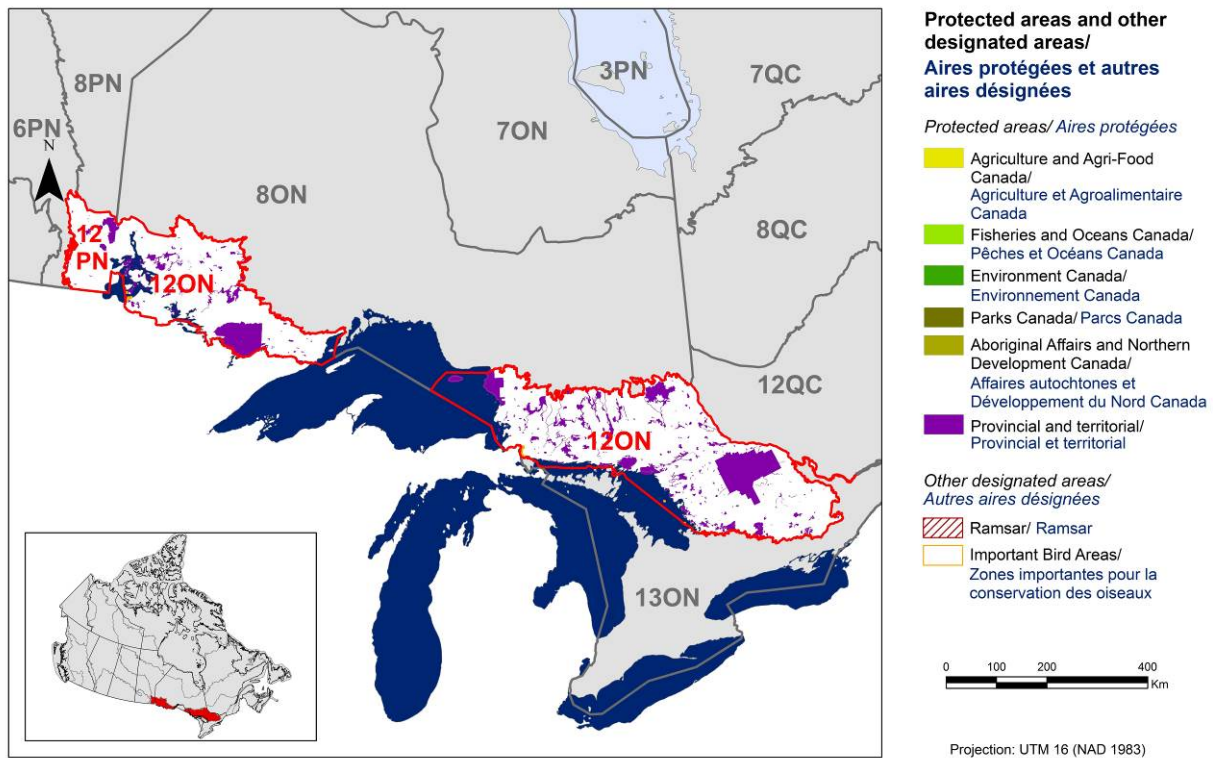 3PN
7QC
8PN
6PN
N
7ON
8ON
8QC
12
PN
12ON
12QC
12ON
13ON
Protected areas and other
designated areas/
Aires protégées et autres
aires désignées
Protected areas/ Aires protégées
Agriculture and Agri-Food
Canada/
Agriculture et Agroalimentaire
Canada
Fisheries and Oceans Canada/
Pêches et Océans Canada
Environment Canada/
Environnement Canada
Parks Canada/ Parcs Canada
Aboriginal Affairs and Northern
Development Canada/
Affaires autochtones et
Développement du Nord Canada
Provincial and territorial/
Provincial et territorial
Other designated areas/
Autres aires désignées
Ramsar/ Ramsar
Important Bird Areas/
Zones importantes pour la
conservation des oiseaux
0 100 200 400
Km
Projection: UTM 16 (NAD 1983)